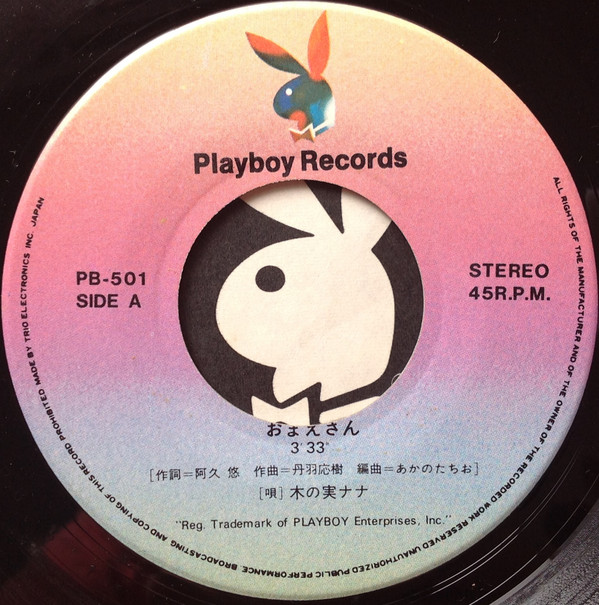 Playboy Records
PB-501
SIDE A
STEREO
45R.P.M.
おまえさん
3′33″
[作詞=阿久 悠 作曲=丹羽応樹 編曲=あかのたちお]
[唄] 木の実ナナ
"Reg. Trademark of PLAYBOY Enterprises, Inc."
ALL RIGHTS OF THE MANUFACTURER AND OF THE OWNER OF THE RECORDED WORK RESERVED UNAUTHORIZED PUBLIC PERFORMANCE BROADCASTING AND COPYING OF THIS RECORD PROHIBITED MADE BY TRIO ELECTRONICS INC. JAPAN